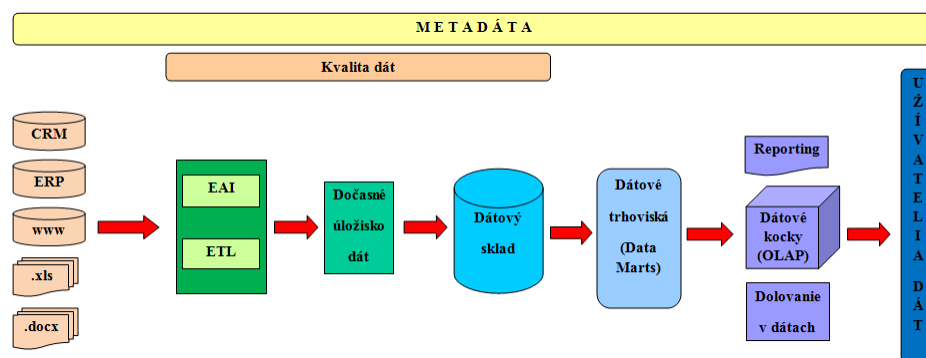 M E T A D Á T A
Kvalita dát
CRM
ERP
www
.xls
.docx
EAI
ETL
Dočasné
úložisko
dát
Dátový
sklad
Dátové
trhoviská
(Data
Marts)
Reporting
Dátové
kocky
(OLAP)
Dolovanie
v dátach
U
Ž
Í
V
A
T
E
L
I
A
D
Á
T